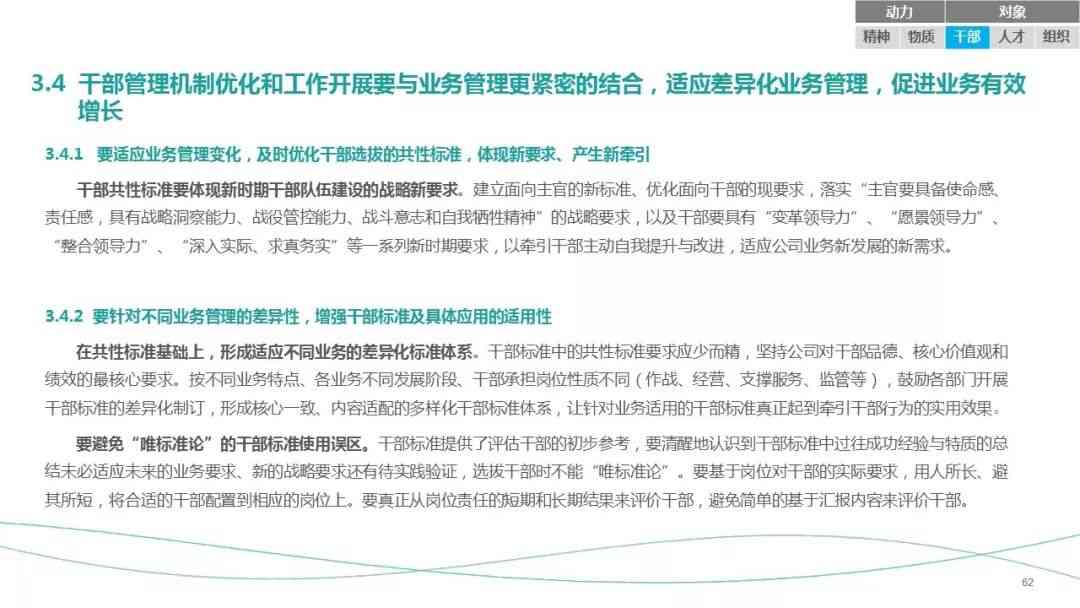 动力 对象
精神 物质 干部 人才 组织
3.4 干部管理机制优化和工作开展要与业务管理更紧密的结合，适应差异化业务管理，促进业务有效
增长
3.4.1 要适应业务管理变化，及时优化干部选拔的共性标准，体现新要求、产生新牵引
干部共性标准要体现新时期干部队伍建设的战略新要求。建立面向主官的新标准、优化面向干部的现要求，落实“主官要具备使命感、
责任感，具有战略洞察能力、战役管控能力、战斗意志和自我牺牲精神”的战略要求，以及干部要具有“变革领导力”、“愿景领导力”、
“整合领导力”、“深入实际、求真务实”等一系列新时期要求，以牵引干部主动自我提升与改进，适应公司业务新发展的新需求。
3.4.2 要针对不同业务管理的差异性，增强干部标准及具体应用的适用性
在共性标准基础上，形成适应不同业务的差异化标准体系。干部标准中的共性标准要求应少而精，坚持公司对干部品德、核心价值观和
绩效的最核心要求。按不同业务特点、各业务不同发展阶段、干部承担岗位性质不同（作战、经营、支撑服务、监管等），鼓励各部门开展
干部标准的差异化制订，形成核心一致、内容适配的多样化干部标准体系，让针对业务适用的干部标准真正起到牵引干部行为的实用效果。
要避免“唯标准论”的干部标准使用误区。干部标准提供了评估干部的初步参考，要清醒地认识到干部标准中过往成功经验与特质的总
结未必适应未来的业务要求、新的战略要求还有待实践验证，选拔干部时不能“唯标准论”。要基于岗位对干部的实际要求，用人所长、避
其所短，将合适的干部配置到相应的岗位上。要真正从岗位责任的短期和长期结果来评价干部，避免简单的基于汇报内容来评价干部。
62